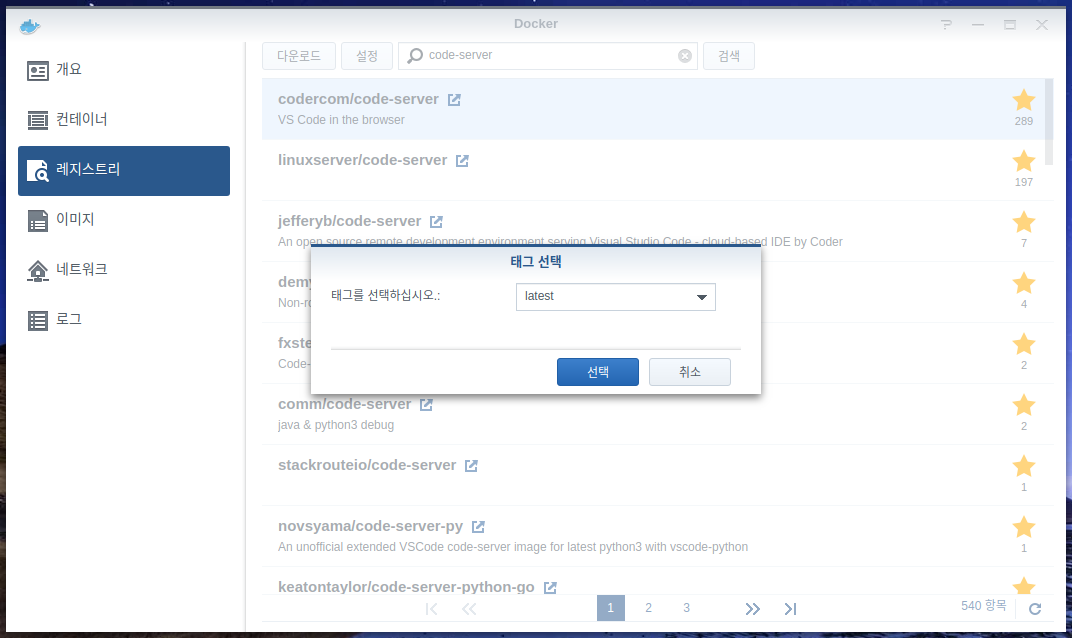 Docker
개요
컨테이너
레지스트리
이미지
네트워크
로그
다운로드 설정 code-server 검색
codercom/code-server
VS Code in the browser
289
linuxserver/code-server
197
jefferyb/code-server
An open source remote development environment serving Visual Studio Code - cloud-based IDE by Coder
7
4
2
태그 선택
태그를 선택하십시오.: latest
선택 취소
comm/code-server
java & python3 debug
2
stackrouteio/code-server
1
novsyama/code-server-py
An unofficial extended VSCode code-server image for latest python3 with vscode-python
1
keatontaylor/code-server-python-go
1 2 3
540 항목